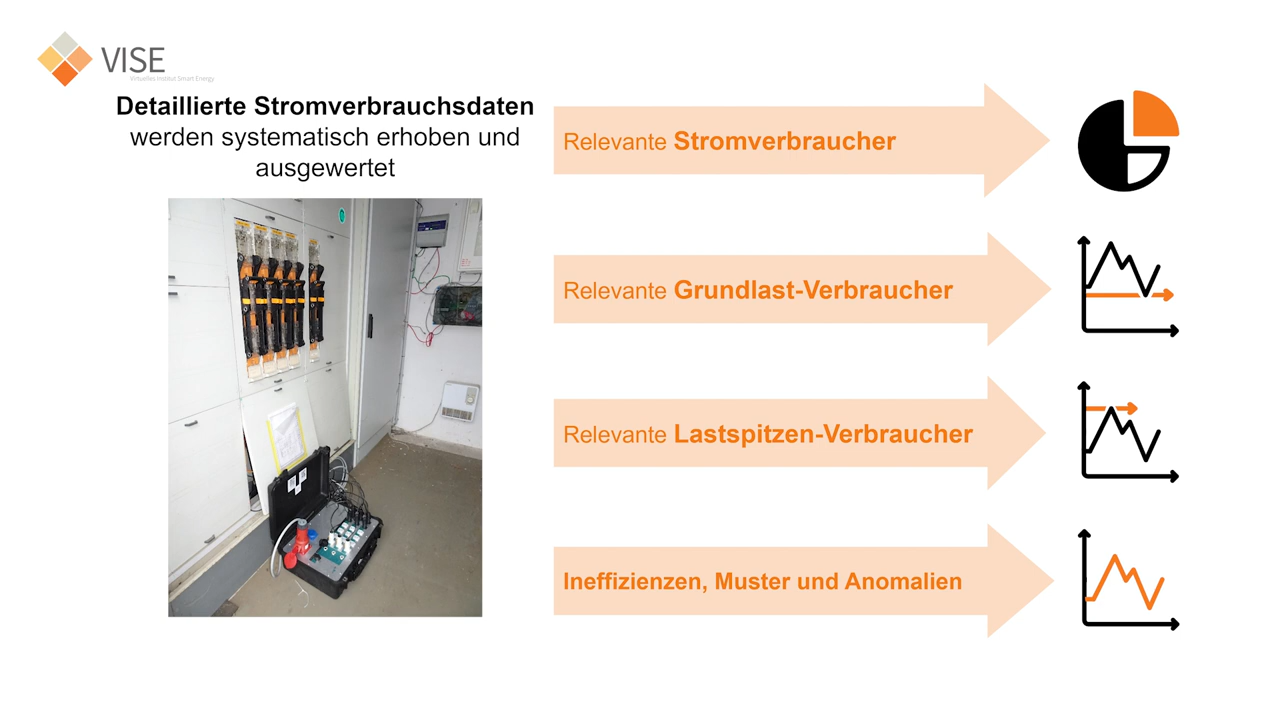 VISE
Virtuelles Institut Smart Energy
Detaillierte Stromverbrauchsdaten
werden systematisch erhoben und
ausgewertet
Relevante Stromverbraucher
Relevante Grundlast-Verbraucher
Relevante Lastspitzen-Verbraucher
Ineffizienzen, Muster und Anomalien